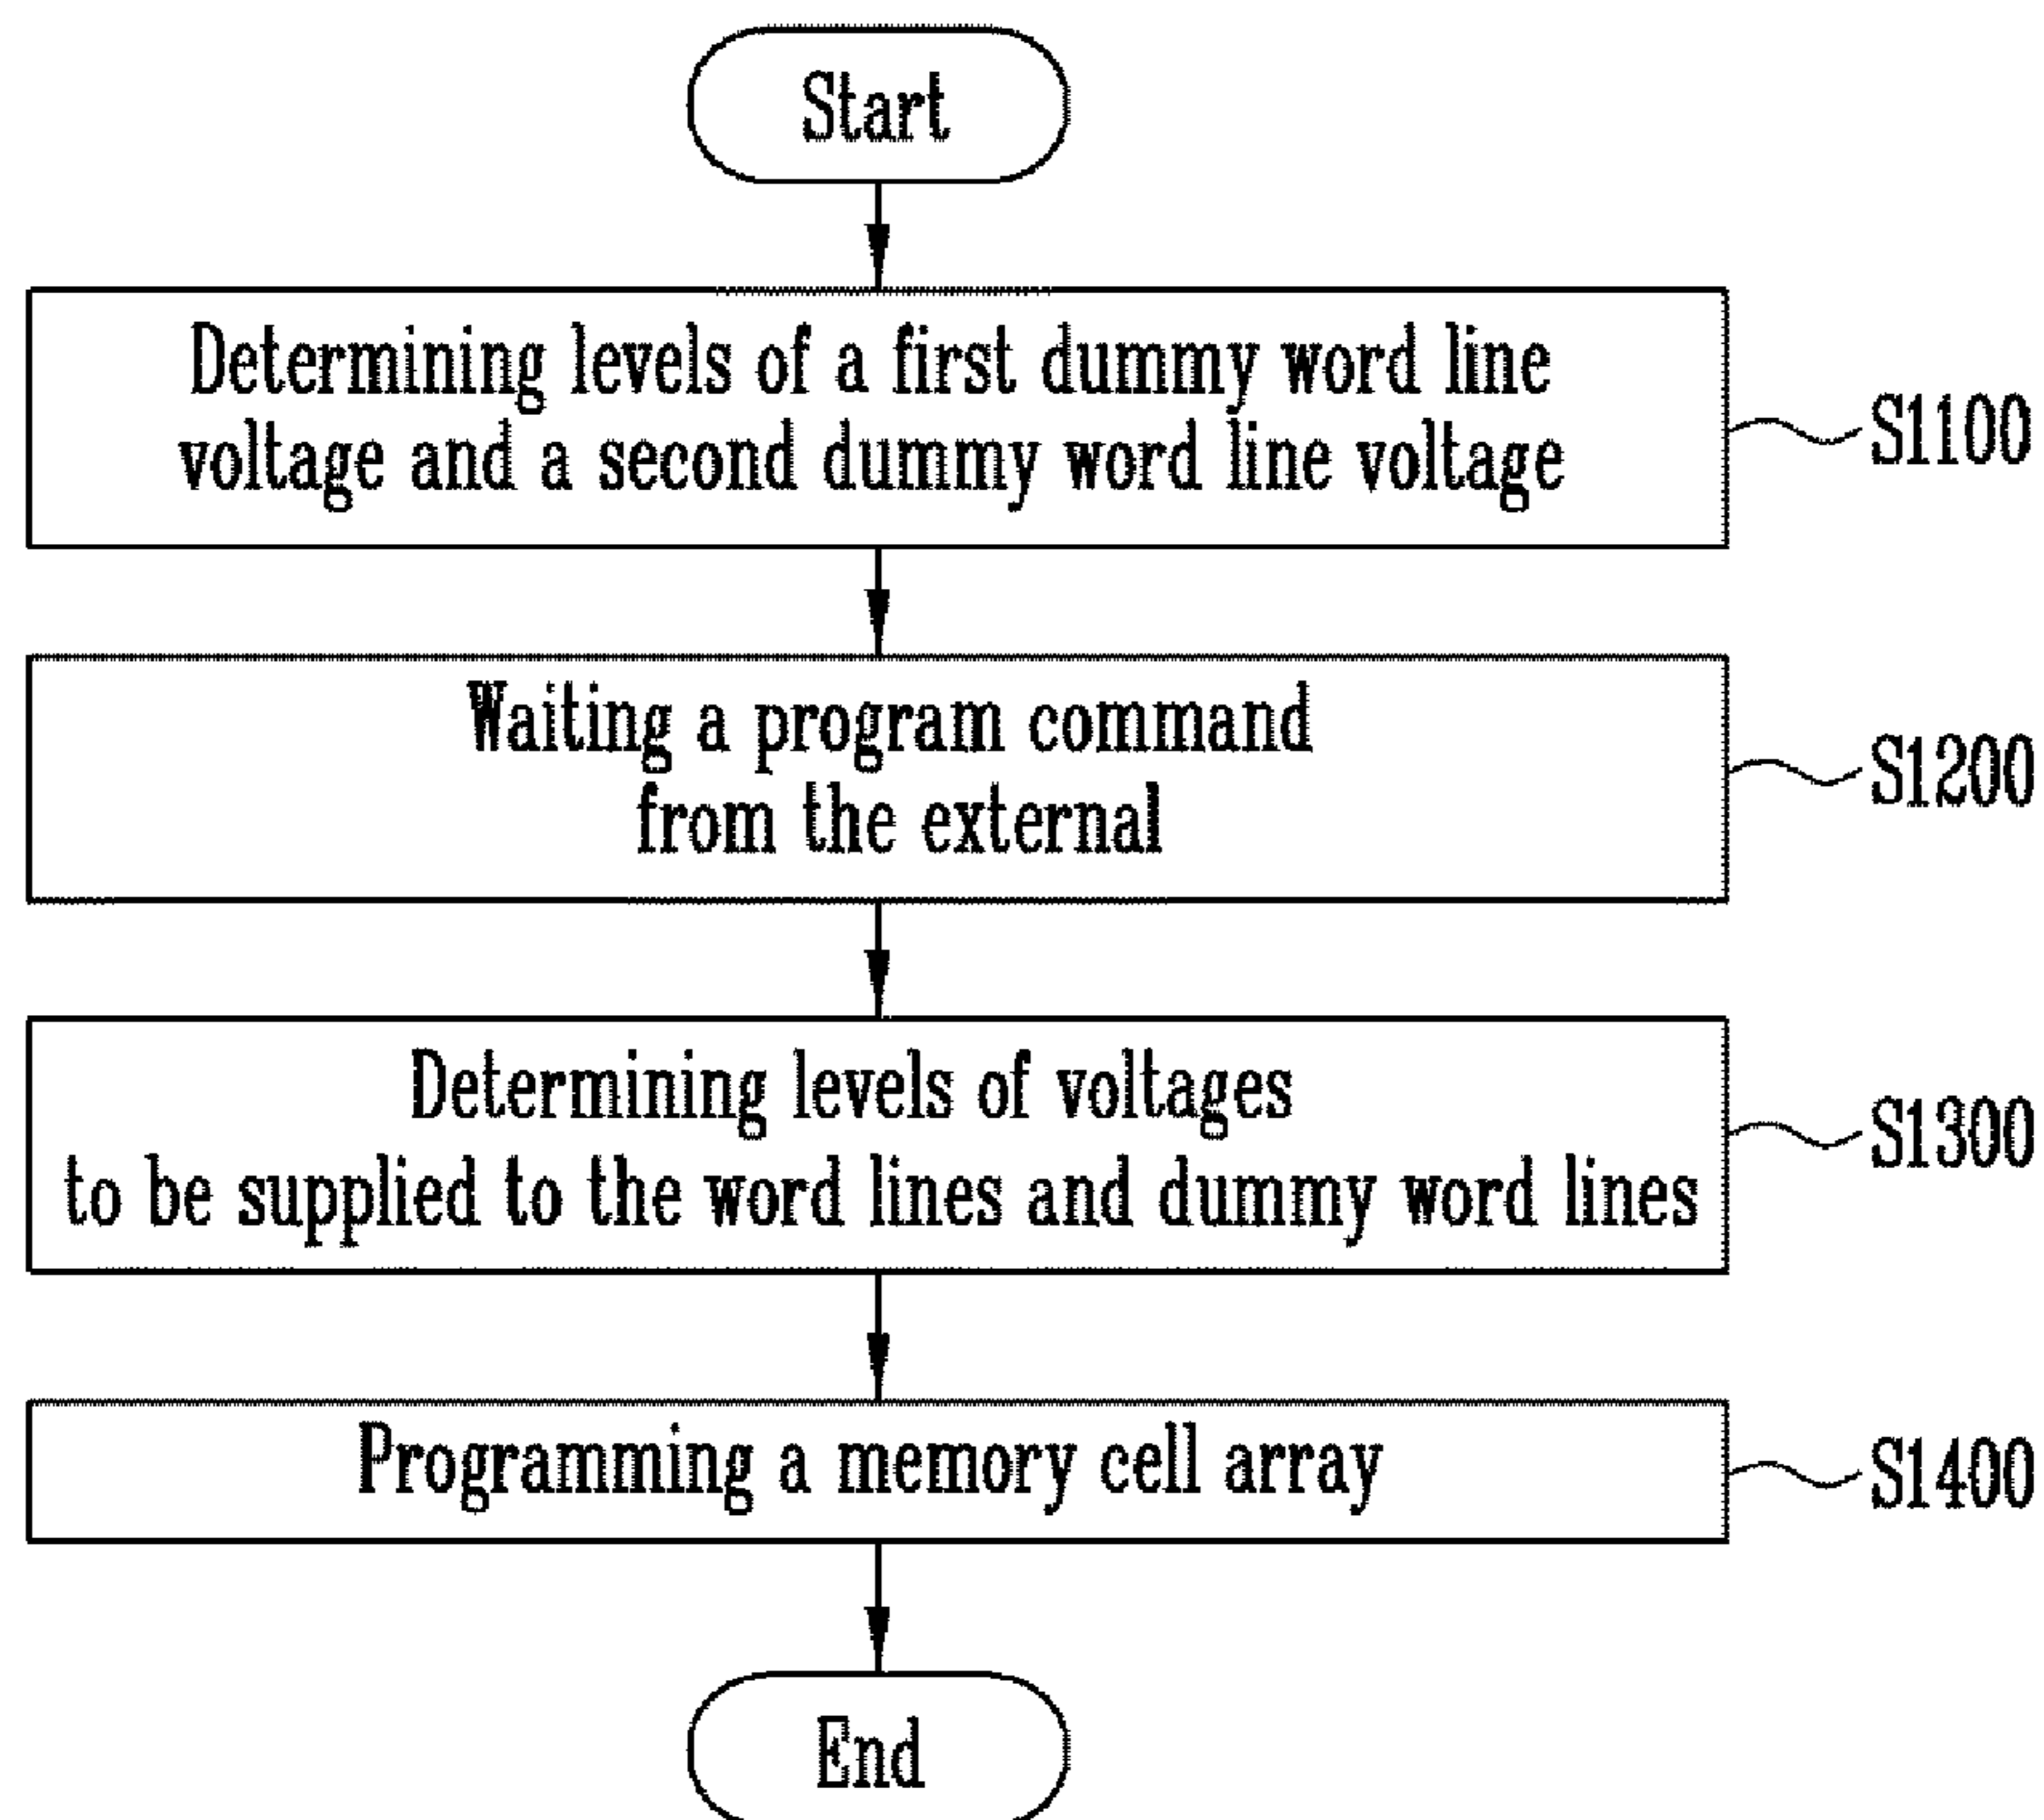 Start
Determining levels of a first dummy word line
voltage and a second dummy word line voltage
S1100
Waiting a program command
from the external
S1200
Determining levels of voltages
to be supplied to the word lines and dummy word lines
S1300
Programming a memory cell array
S1400
End